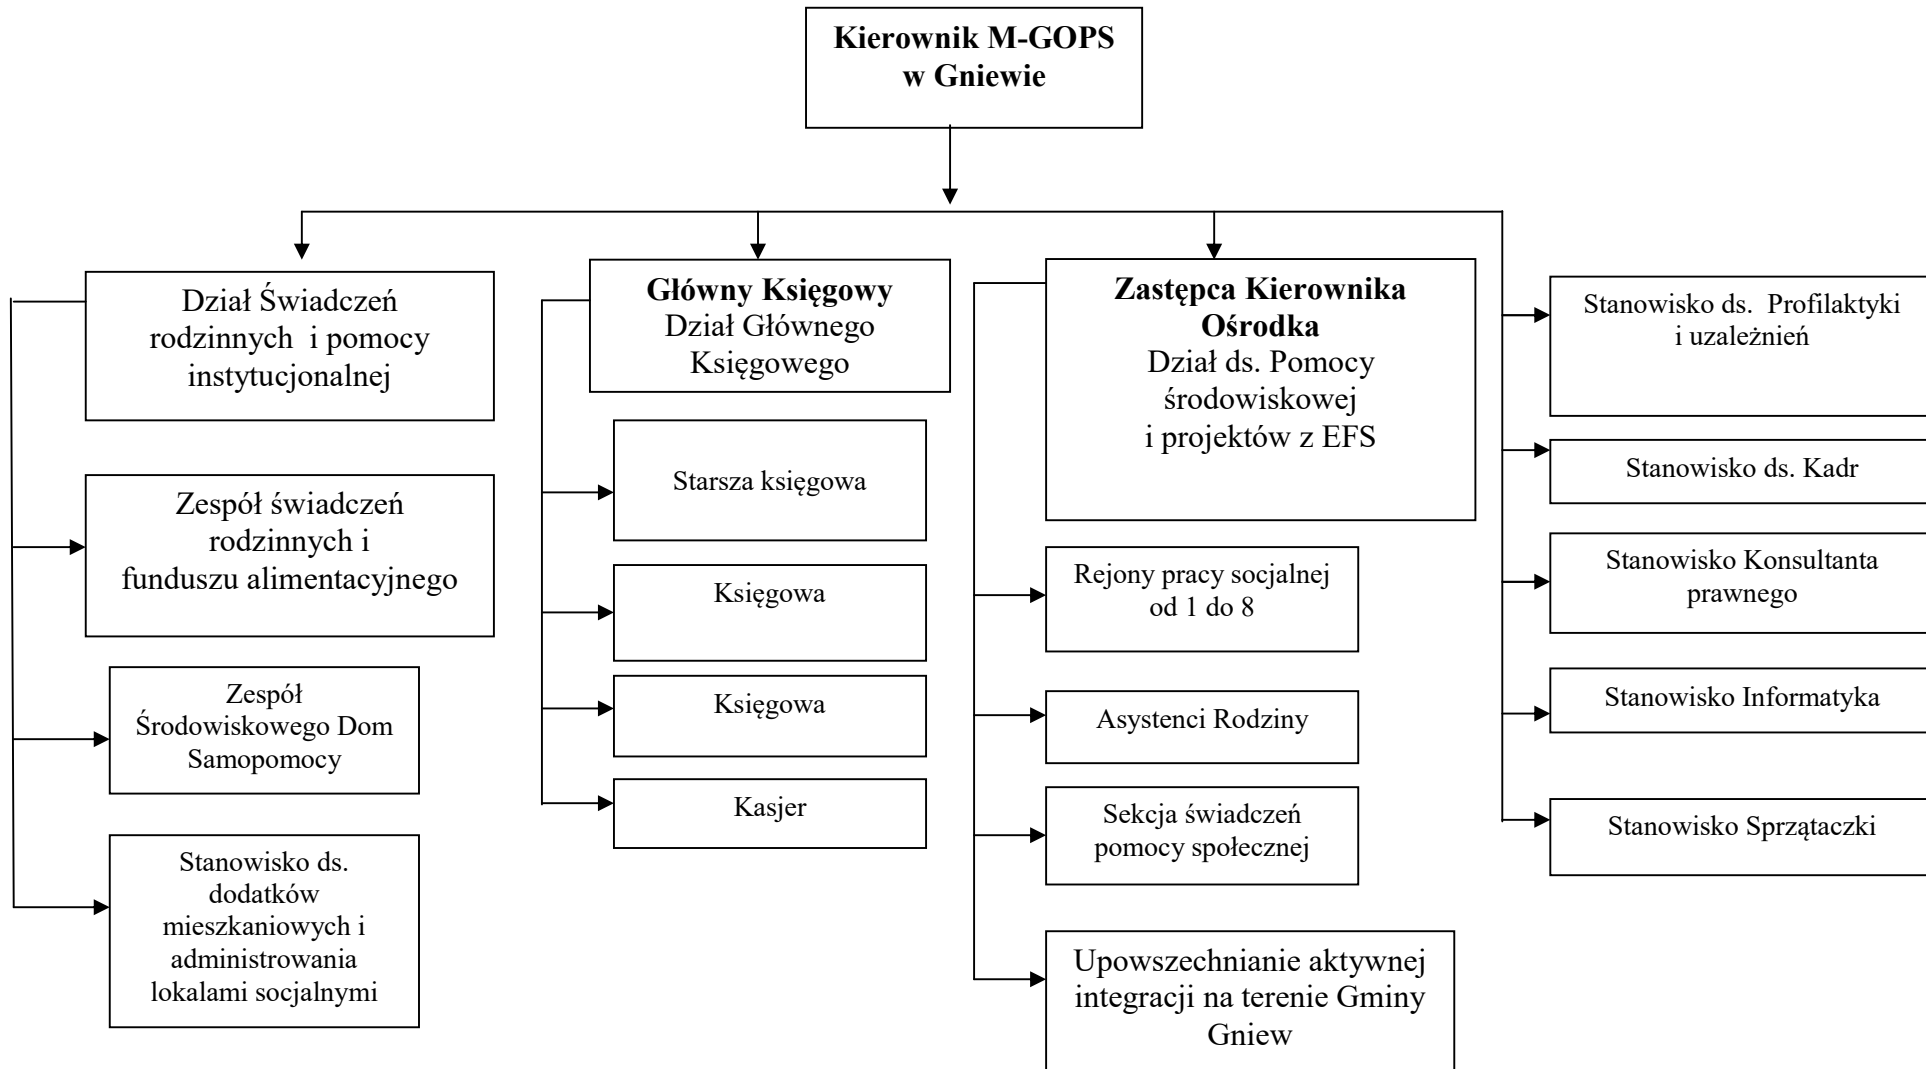 Kierownik M-GOPS
w Gniewie
Dział Świadczeń
rodzinnych i pomocy
instytucjonalnej
Zespół świadczeń
rodzinnych i
funduszu alimentacyjnego
Zespół
Środowiskowego Dom
Samopomocy
Stanowisko ds.
dodatków
mieszkaniowych i
administrowania
lokalami socjalnymi
Główny Księgowy
Dział Głównego
Księgowego
Starsza księgowa
Księgowa
Księgowa
Kasjer
Zastępca Kierownika
Ośrodka
Dział ds. Pomocy
środowiskowej
i projektów z EFS
Rejony pracy socjalnej
od 1 do 8
Asystenci Rodziny
Sekcja świadczeń
pomocy społecznej
Upowszechnianie aktywnej
integracji na terenie Gminy
Gniew
Stanowisko ds. Profilaktyki
i uzależnień
Stanowisko ds. Kadr
Stanowisko Konsultanta
prawnego
Stanowisko Informatyka
Stanowisko Sprzątaczki